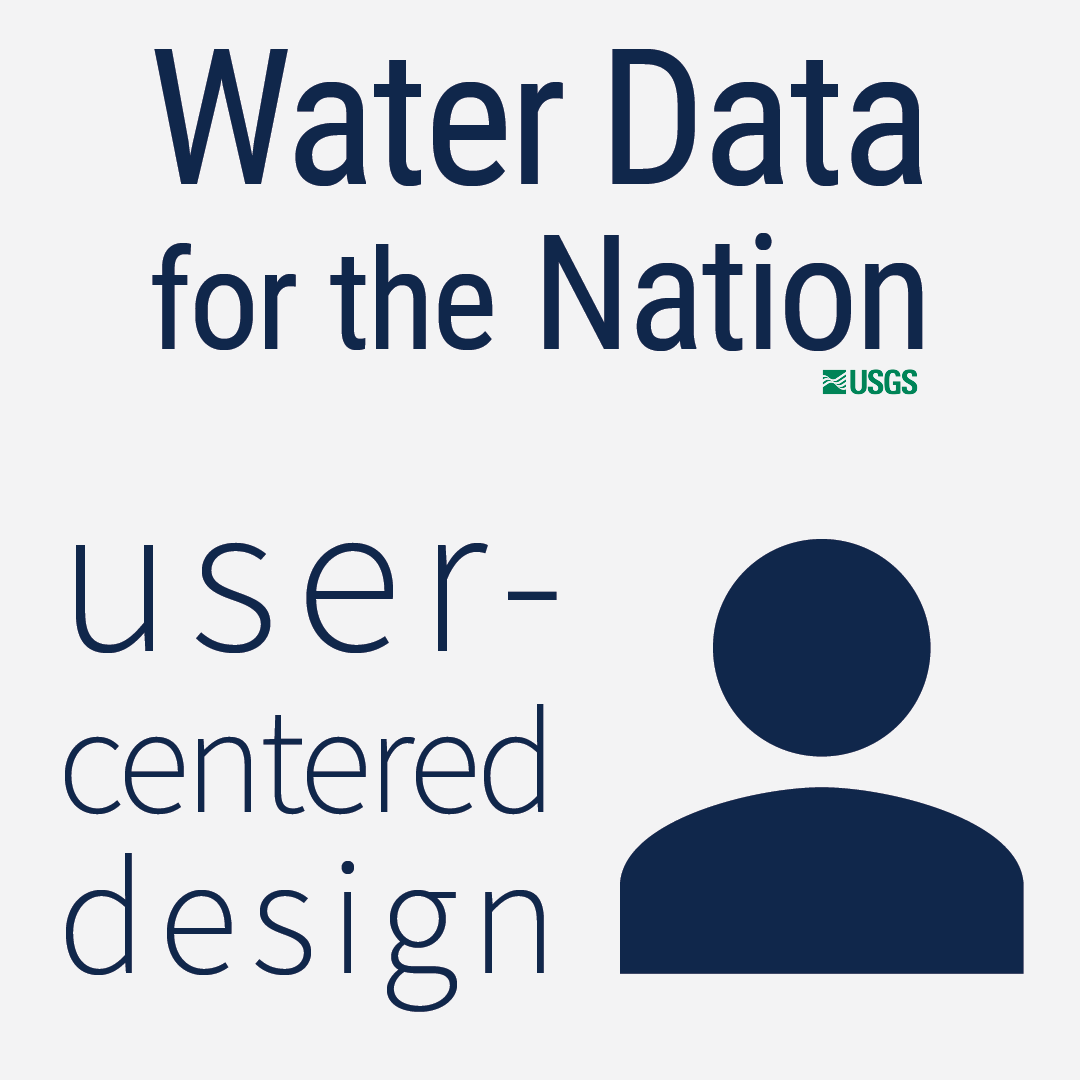 Water Data
for the Nation
USGS
user-
centered
design